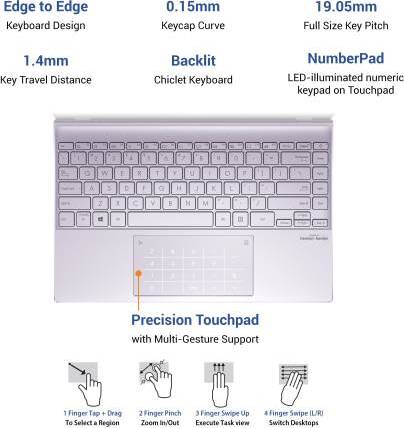 Edge to Edge
Keyboard Design
0.15mm
Keycap Curve
19.05mm
Full Size Key Pitch
1.4mm
Key Travel Distance
Backlit
Chiclet Keyboard
NumberPad
LED-illuminated numeric
keypad on Touchpad
Q W E R T Y U I O P
A S D F G H J K L
Z X C V B N M
harman/kardon
Precision Touchpad
with Multi-Gesture Support
1 Finger Tap + Drag
To Select a Region
2 Finger Pinch
Zoom In/Out
3 Finger Swipe Up
Execute Task view
4 Finger Swipe (L/R)
Switch Desktops